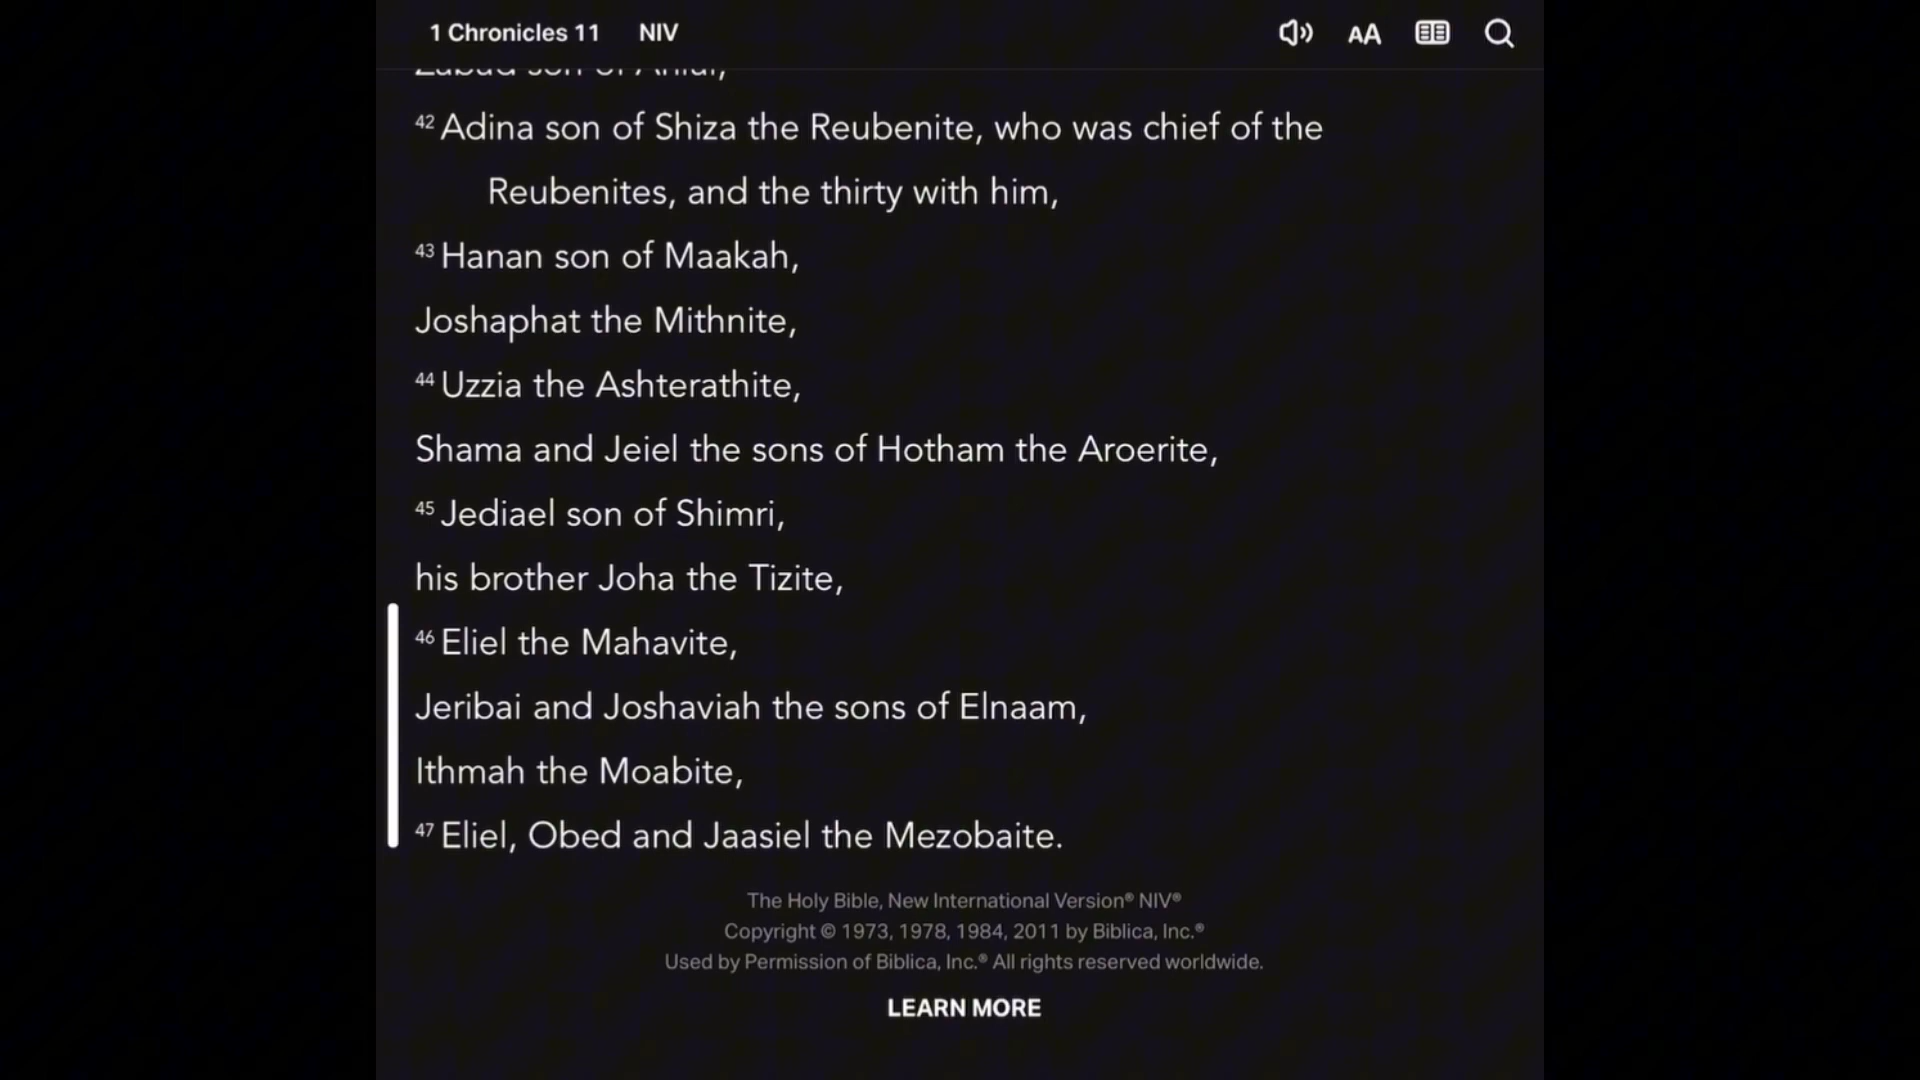 1 Chronicles 11 NIV
AA
son of
42 Adina son of Shiza the Reubenite, who was chief of the
Reubenites, and the thirty with him,
43 Hanan son of Maakah,
Joshaphat the Mithnite,
44 Uzzia the Ashterathite,
Shama and Jeiel the sons of Hotham the Aroerite,
45 Jediael son of Shimri,
his brother Joha the Tizite,
46 Eliel the Mahavite,
Jeribai and Joshaviah the sons of Elnaam,
Ithmah the Moabite,
47 Eliel, Obed and Jaasiel the Mezobaite.
The Holy Bible, New International Version® NIV®
Copyright © 1973, 1978, 1984, 2011 by Biblica, Inc.®
Used by Permission of Biblica, Inc.® All rights reserved worldwide.
LEARN MORE